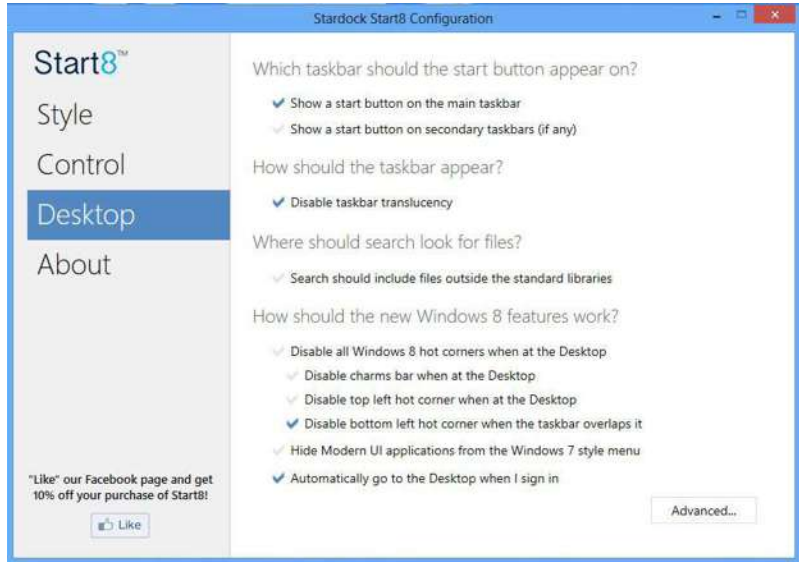 Stardock Start8 Configuration
Start8™
Style
Control
Desktop
About
"Like" our Facebook page and get
10% off your purchase of Start8!
Like
Which taskbar should the start button appear on?
Show a start button on the main taskbar
Show a start button on secondary taskbars (if any)
How should the taskbar appear?
Disable taskbar translucency
Where should search look for files?
Search should include files outside the standard libraries
How should the new Windows 8 features work?
Disable all Windows 8 hot corners when at the Desktop
Disable charms bar when at the Desktop
Disable top left hot corner when at the Desktop
Disable bottom left hot corner when the taskbar overlaps it
Hide Modern UI applications from the Windows 7 style menu
Automatically go to the Desktop when I sign in
Advanced...